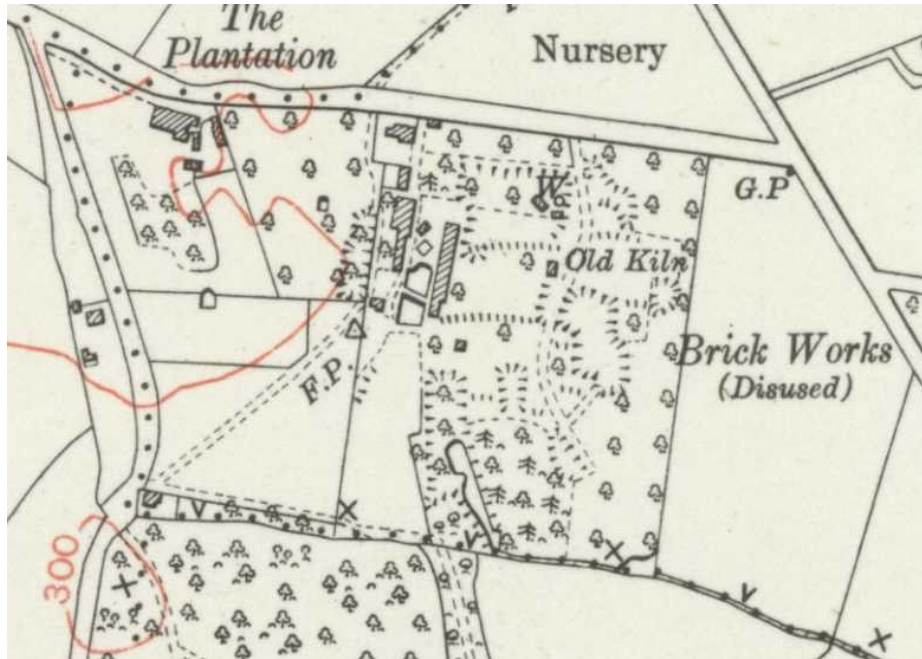 The
Plantation
Nursery
W
G.P
Old Kiln
Brick Works
(Disused)
F.P.
300